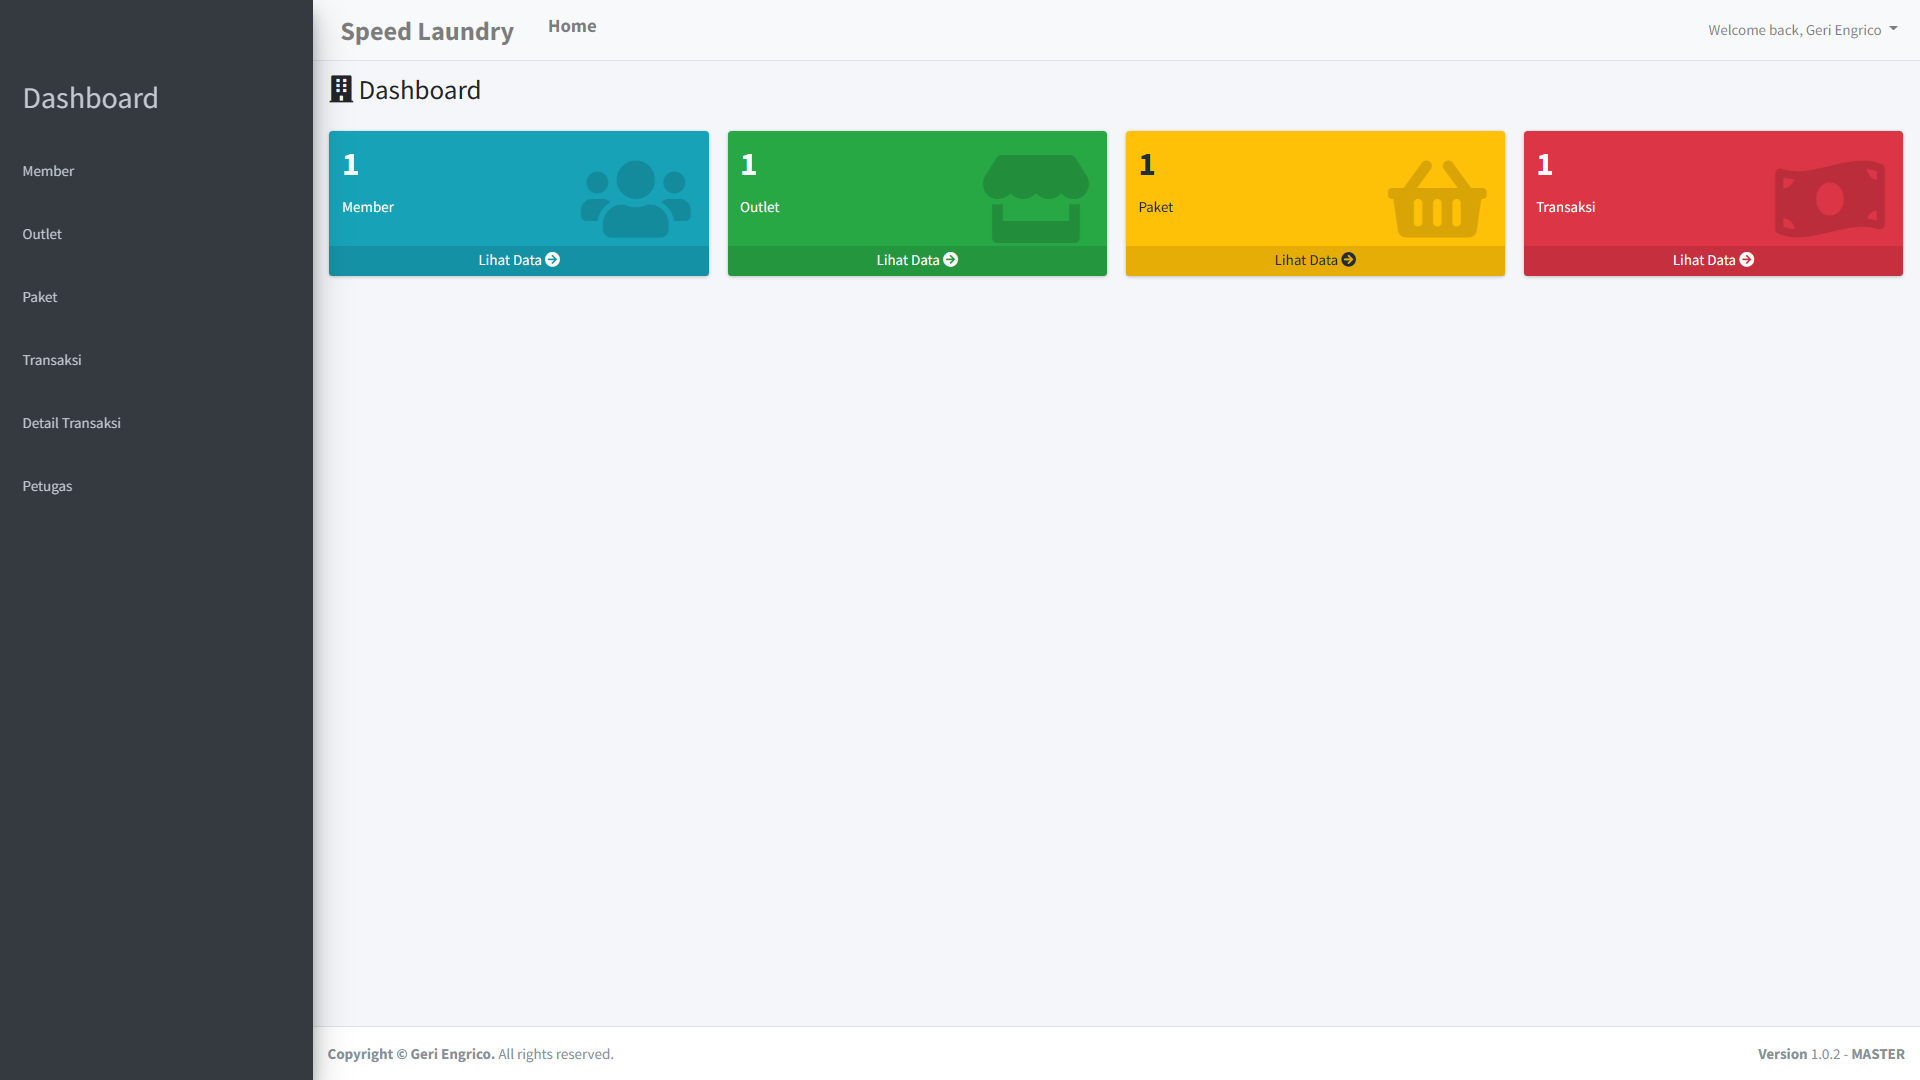 Dashboard
Member
Outlet
Paket
Transaksi
Detail Transaksi
Petugas
Speed Laundry
Home
Welcome back, Geri Engrico
Dashboard
1
Member
Lihat Data
1
Outlet
Lihat Data
1
Paket
Lihat Data
1
Transaksi
Lihat Data
Copyright © Geri Engrico. All rights reserved.
Version 1.0.2 - MASTER